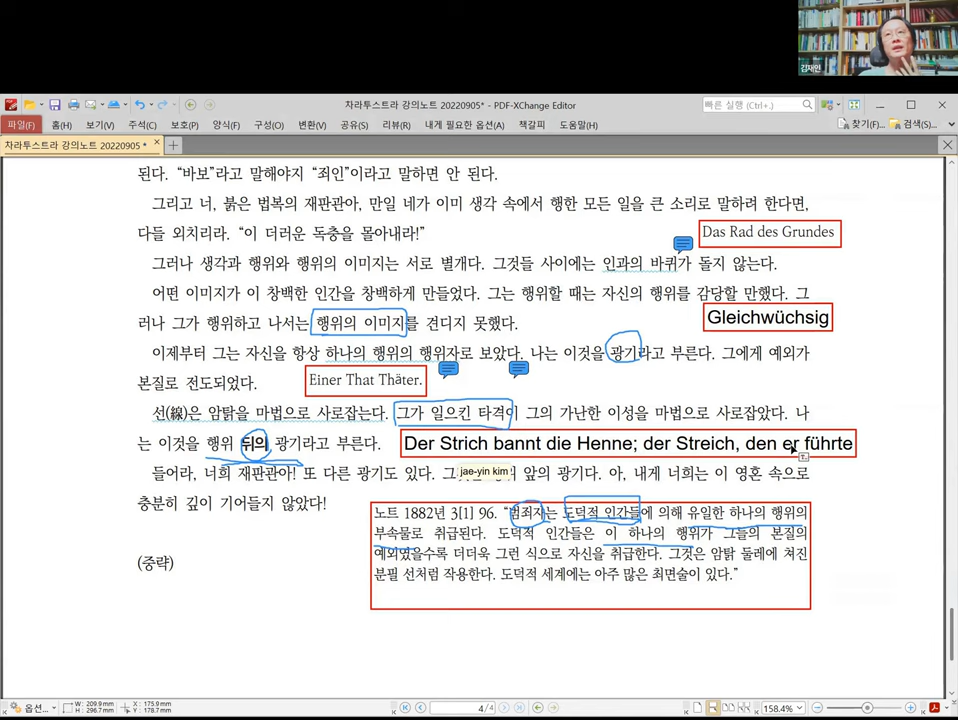 김재인
차라투스트라 강의노트 20220905* - PDF-XChange Editor
빠른 실행 (Ctrl+.)
파일(F) 홈(H) 보기(V) 주석(C) 보호(P) 양식(F) 구성(O) 변환(V) 공유(S) 리뷰(R) 내게 필요한 옵션(A) 책갈피 도움말(H) 찾기(F)... 검색(S)...
차라투스트라 강의노트 20220905 *
된다. “바보”라고 말해야지 “죄인”이라고 말하면 안 된다.
그리고 너, 붉은 법복의 재판관아, 만일 네가 이미 생각 속에서 행한 모든 일을 큰 소리로 말하려 한다면,
다들 외치리라. “이 더러운 독충을 몰아내라!”
Das Rad des Grundes
그러나 생각과 행위와 행위의 이미지는 서로 별개다. 그것들 사이에는 인과의 바퀴가 돌지 않는다.
어떤 이미지가 이 창백한 인간을 창백하게 만들었다. 그는 행위할 때는 자신의 행위를 감당할 만했다. 그
러나 그가 행위하고 나서는 행위의 이미지를 견디지 못했다.
Gleichwüchsig
이제부터 그는 자신을 항상 하나의 행위의 행위자로 보았다. 나는 이것을 광기라고 부른다. 그에게 예외가
본질로 전도되었다.
Einer That Thäter.
선(線)은 암탉을 마법으로 사로잡는다. 그가 일으킨 타격이 그의 가난한 이성을 마법으로 사로잡았다. 나
는 이것을 행위 뒤의 광기라고 부른다.
Der Strich bannt die Henne; der Streich, den er führte
들어라, 너희 재판관아! 또 다른 광기도 있다. 앞의 광기다. 아, 내게 너희는 이 영혼 속으로
jae-yin kim
충분히 깊이 기어들지 않았다!
노트 1882년 3[1] 96. “범죄자는 도덕적 인간들에 의해 유일한 하나의 행위의
부속물로 취급된다. 도덕적 인간들은 이 하나의 행위가 그들의 본질의
예외였을수록 더더욱 그런 식으로 자신을 취급한다. 그것은 암탉 둘레에 쳐진
분필 선처럼 작용한다. 도덕적 세계에는 아주 많은 최면술이 있다.”
(중략)
옵션... W: 209.9mm H: 296.7mm X: 175.9mm Y: 178.7mm 4/4 158.4%